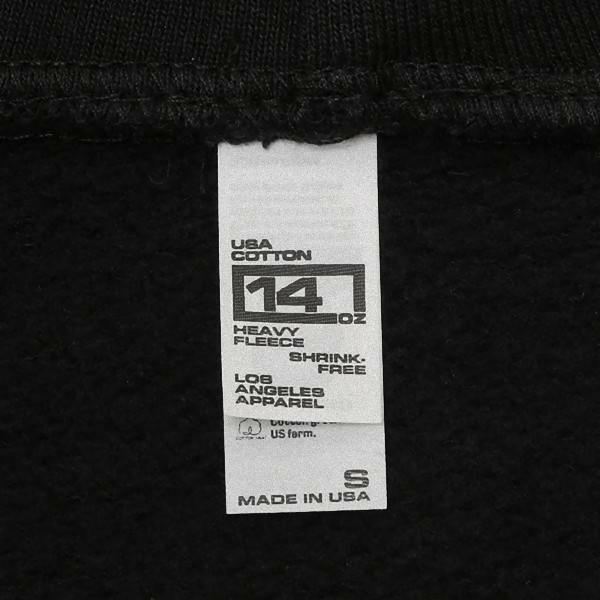 USA
COTTON
14
OZ
HEAVY
FLEECE
SHRINK-
FREE
LOS
ANGELES
APPAREL
US farm.
S
MADE IN USA